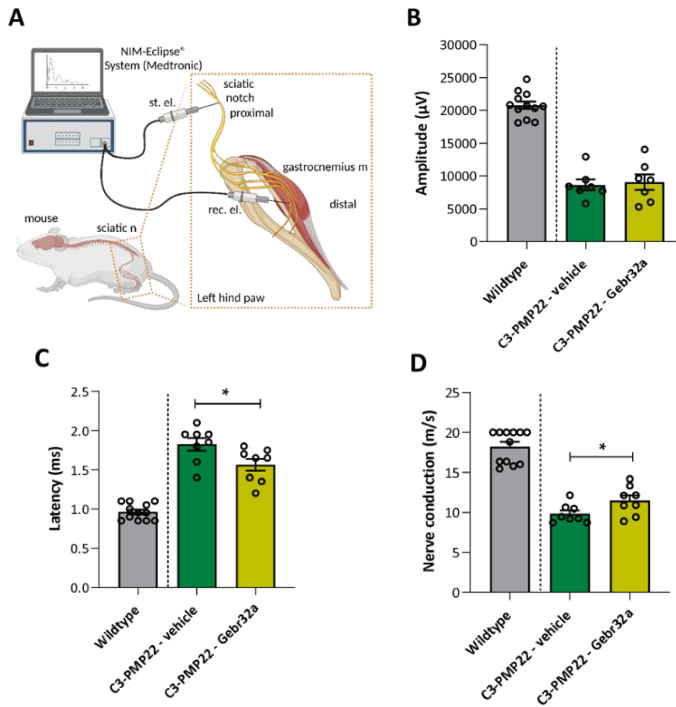 A
NIM-Eclipse®
System (Medtronic)
st. el.
sciatic
notch
proximal
gastrocnemius m
rec. el.
distal
mouse
sciatic n
Left hind paw
B
Amplitude (µV)
30000
25000
20000
15000
10000
5000
0
Wildtype
C3-PMP22 - vehicle
C3-PMP22 - Gebr32a
C
Latency (ms)
2.5
2.0
1.5
1.0
0.5
0.0
*
Wildtype
C3-PMP22 - vehicle
C3-PMP22 - Gebr32a
D
Nerve conduction (m/s)
25
20
15
10
5
0
*
Wildtype
C3-PMP22 - vehicle
C3-PMP22 - Gebr32a